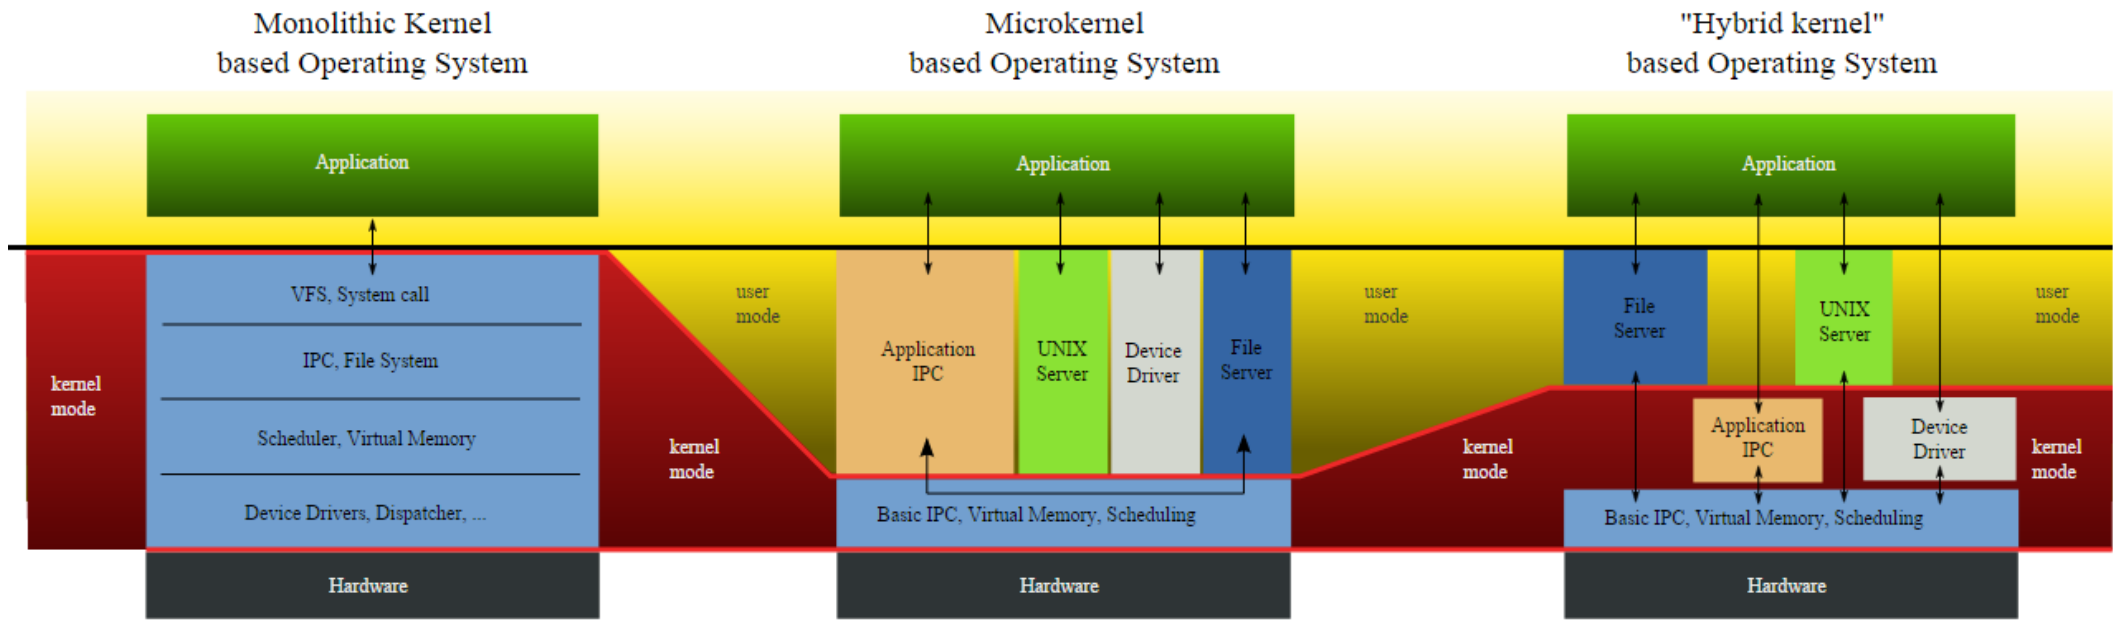 Monolithic Kernel
based Operating System
Microkernel
based Operating System
"Hybrid kernel"
based Operating System
Application
Application
Application
VFS, System call
IPC, File System
Scheduler, Virtual Memory
Device Drivers, Dispatcher, ...
Hardware
kernel
mode
kernel
mode
user
mode
Application
IPC
UNIX
Server
Device
Driver
File
Server
Basic IPC, Virtual Memory, Scheduling
Hardware
user
mode
kernel
mode
File
Server
UNIX
Server
Application
IPC
Device
Driver
Basic IPC, Virtual Memory, Scheduling
Hardware
user
mode
kernel
mode